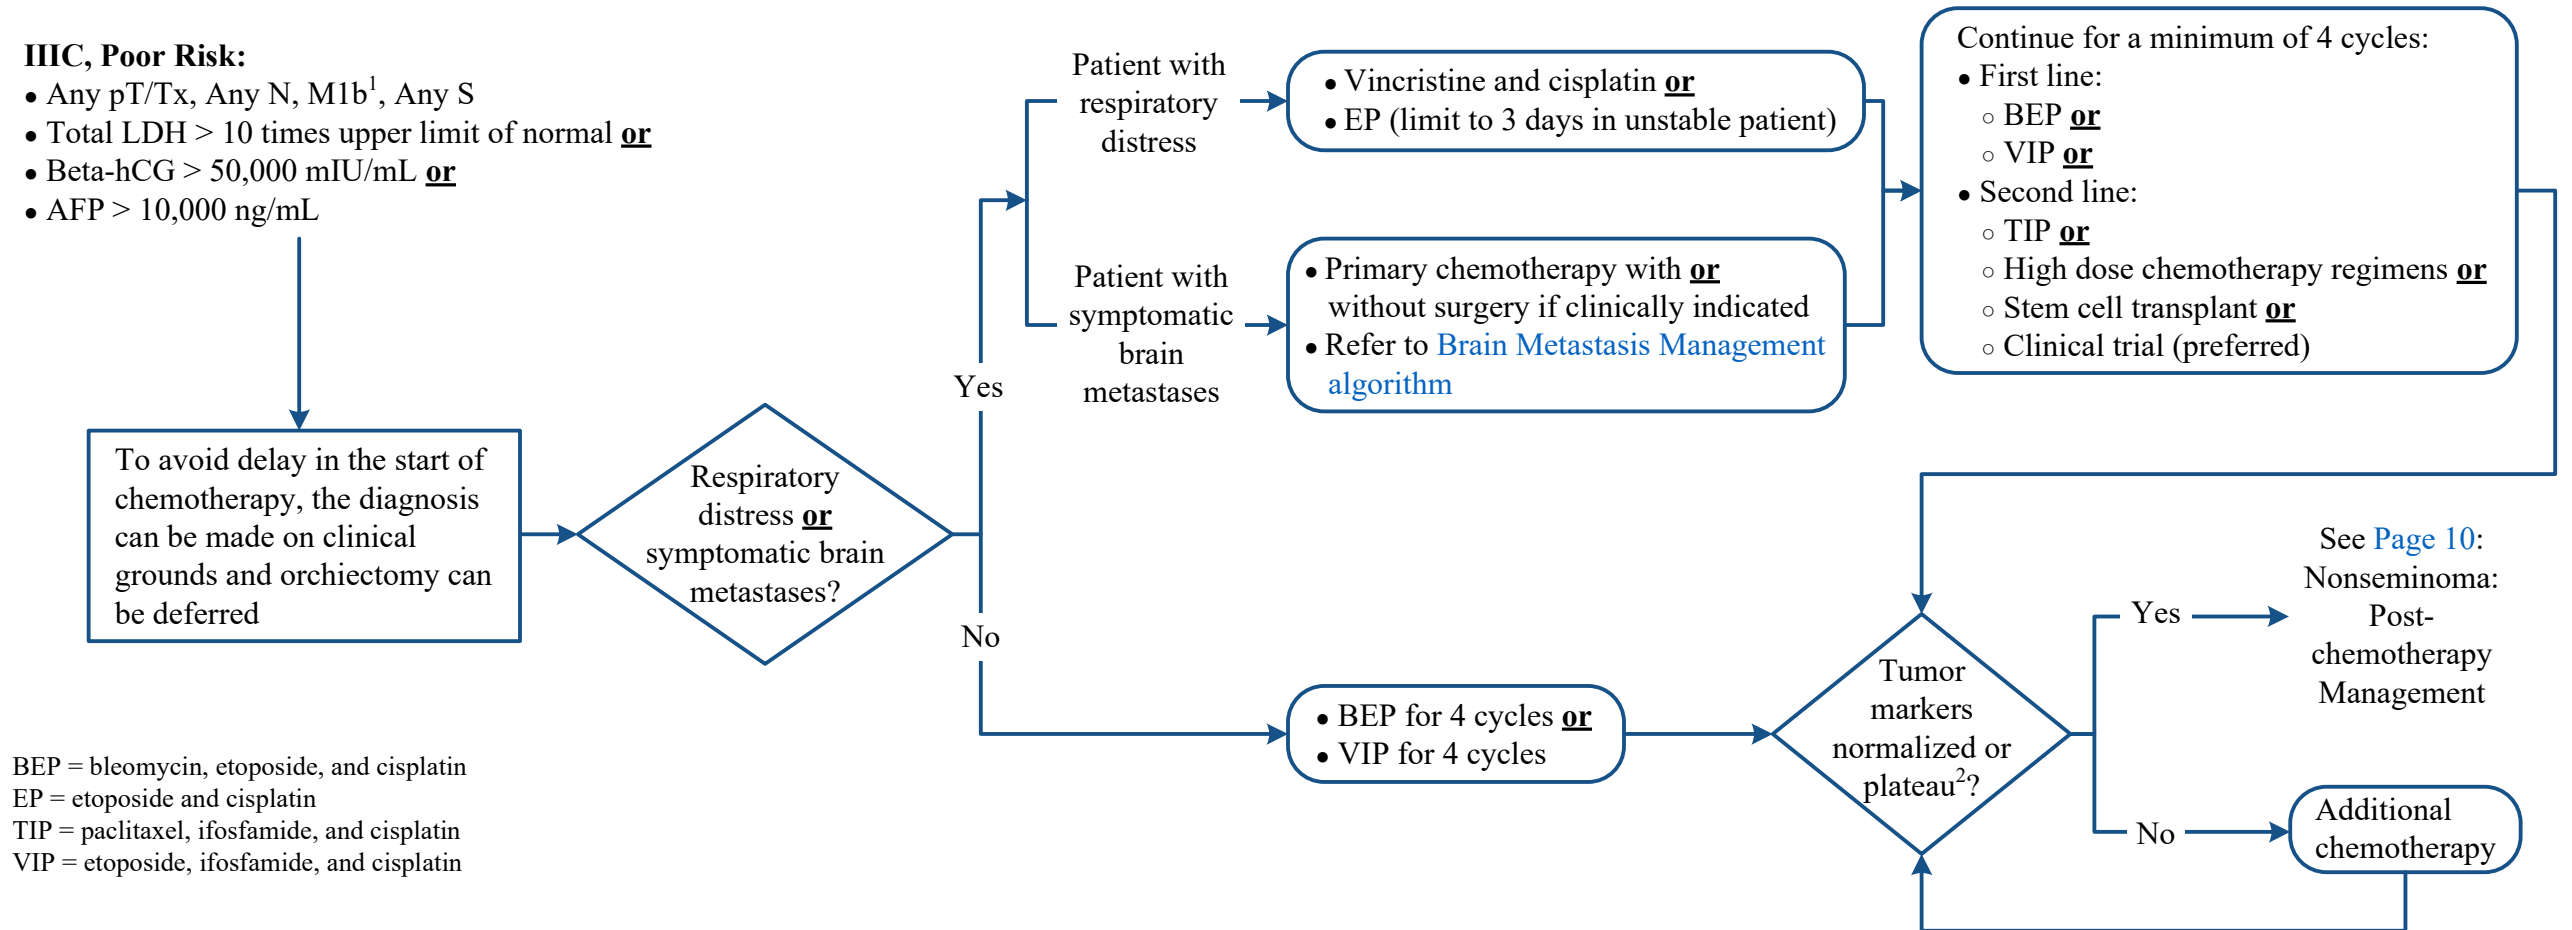 IIIC, Poor Risk:
● Any pT/Tx, Any N, M1b1, Any S
● Total LDH > 10 times upper limit of normal or
● Beta-hCG > 50,000 mIU/mL or
● AFP > 10,000 ng/mL
To avoid delay in the start of
chemotherapy, the diagnosis
can be made on clinical
grounds and orchiectomy can
be deferred
Respiratory
distress or
symptomatic brain
metastases?
Yes
Patient with
respiratory
distress
● Vincristine and cisplatin or
● EP (limit to 3 days in unstable patient)
Patient with
symptomatic
brain
metastases
● Primary chemotherapy with or
without surgery if clinically indicated
● Refer to Brain Metastasis Management
algorithm
Continue for a minimum of 4 cycles:
● First line:
○ BEP or
○ VIP or
● Second line:
○ TIP or
○ High dose chemotherapy regimens or
○ Stem cell transplant or
○ Clinical trial (preferred)
No
● BEP for 4 cycles or
● VIP for 4 cycles
Tumor
markers
normalized or
plateau2?
Yes
See Page 10:
Nonseminoma:
Post-
chemotherapy
Management
No
Additional
chemotherapy
BEP = bleomycin, etoposide, and cisplatin
EP = etoposide and cisplatin
TIP = paclitaxel, ifosfamide, and cisplatin
VIP = etoposide, ifosfamide, and cisplatin